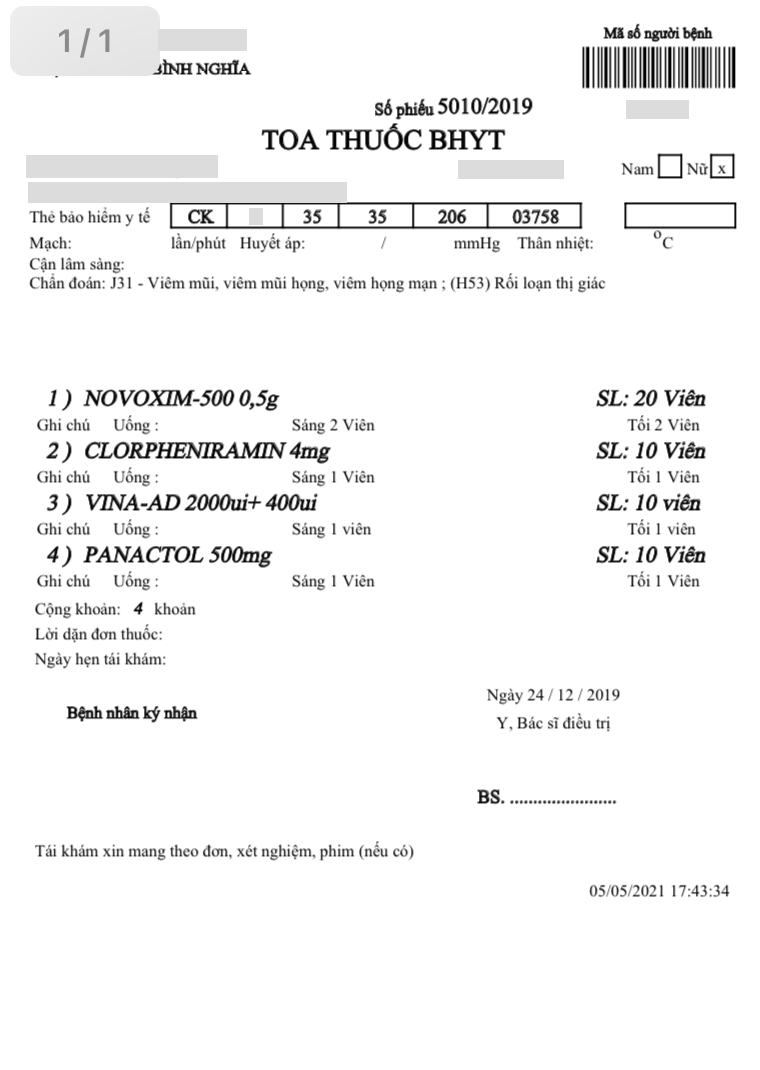 1/1
Mã số người bệnh
BÌNH NGHĨA
Số phiếu 5010/2019
TOA THUỐC BHYT
Nam Nữ x
Thẻ bảo hiểm y tế CK 35 35 206 03758
Mạch: lần/phút Huyết áp: / mmHg Thân nhiệt: °C
Cận lâm sàng:
Chẩn đoán: J31 - Viêm mũi, viêm mũi họng, viêm họng mạn ; (H53) Rối loạn thị giác
1 ) NOVOXIM-500 0,5g SL: 20 Viên
Ghi chú Uống : Sáng 2 Viên Tối 2 Viên
2 ) CLORPHENIRAMIN 4mg SL: 10 Viên
Ghi chú Uống : Sáng 1 Viên Tối 1 Viên
3 ) VINA-AD 2000ui+ 400ui SL: 10 viên
Ghi chú Uống : Sáng 1 viên Tối 1 viên
4 ) PANACTOL 500mg SL: 10 Viên
Ghi chú Uống : Sáng 1 Viên Tối 1 Viên
Cộng khoản: 4 khoản
Lời dặn đơn thuốc:
Ngày hẹn tái khám:
Ngày 24 / 12 / 2019
Bệnh nhân ký nhận
Y, Bác sĩ điều trị
BS. .......................
Tái khám xin mang theo đơn, xét nghiệm, phim (nếu có)
05/05/2021 17:43:34